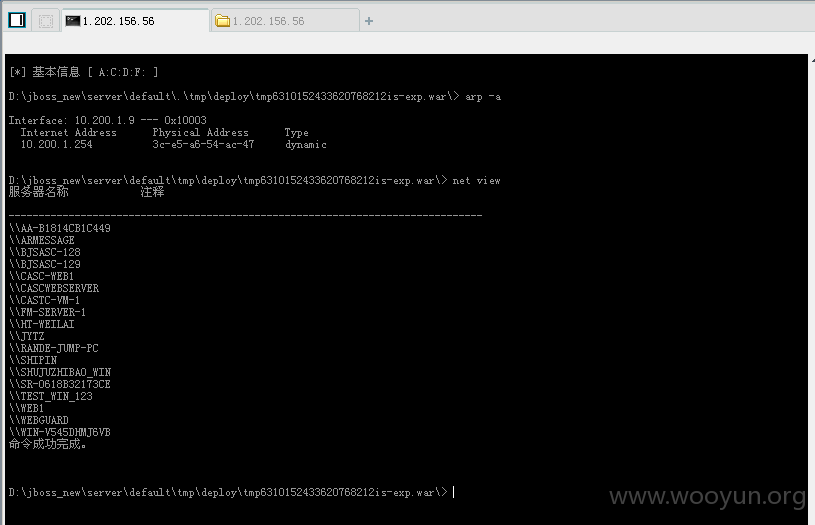 1.202.156.56
1.202.156.56
+
[*] 基本信息 [ A:C:D:F: ]
D:\jboss_new\server\default\.\tmp\deploy\tmp6310152433620768212is-exp.war\> arp -a
Interface: 10.200.1.9 --- 0x10003
Internet Address Physical Address Type
10.200.1.254 3c-e5-a6-54-ac-47 dynamic
D:\jboss_new\server\default\tmp\deploy\tmp6310152433620768212is-exp.war\> net view
服务器名称 注释
-------------------------------------------------------------------------------
\\AA-B1814CB1C449
\\ARMESSAGE
\\BJSASC-128
\\BJSASC-129
\\CASC-WEB1
\\CASCWEBSERVER
\\CASTC-VM-1
\\FM-SERVER-1
\\HT-WEILAI
\\JYTZ
\\RANDE-JUMP-PC
\\SHIPIN
\\SHUJUZHIBAO_WIN
\\SR-0618B32173CE
\\TEST_WIN_123
\\WEB1
\\WEBGUARD
\\WIN-V545DHMJ6VB
命令成功完成。
D:\jboss_new\server\default\tmp\deploy\tmp6310152433620768212is-exp.war\>
www.wooyun.org